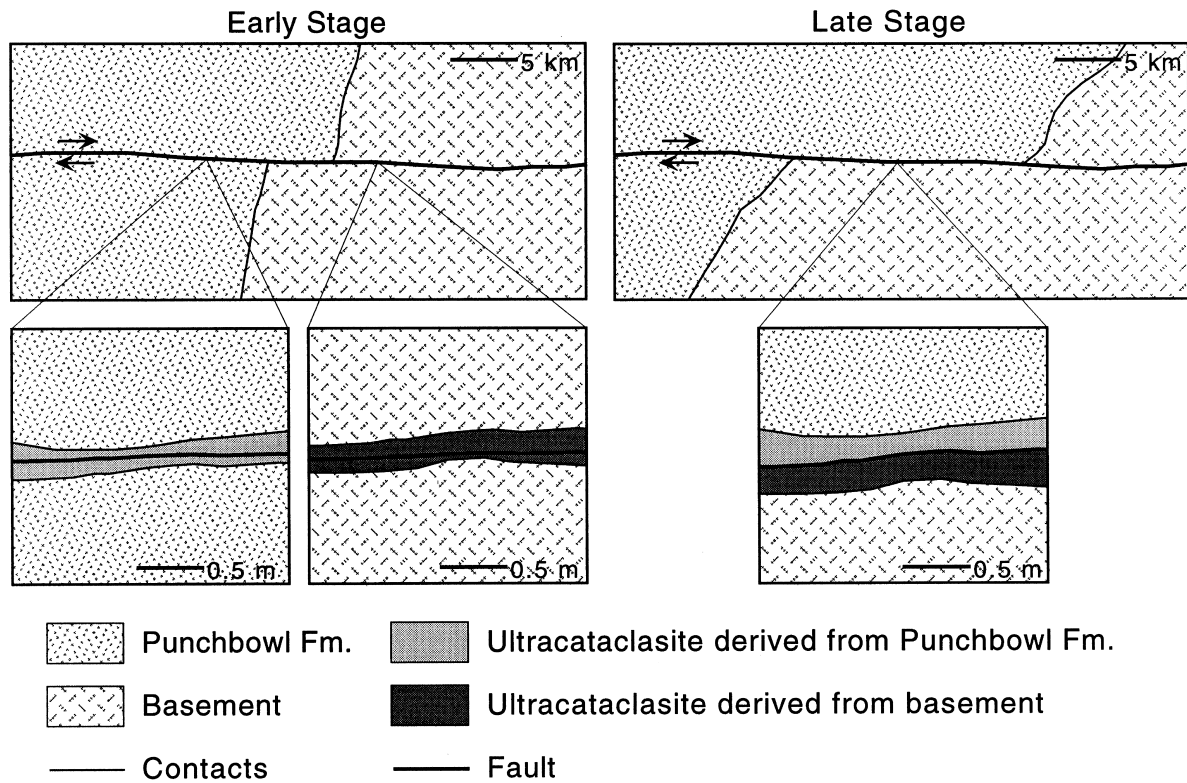 Early Stage
Late Stage
5 km
5 km
0.5 m
0.5 m
0.5 m
Punchbowl Fm.
Ultracataclasite derived from Punchbowl Fm.
Basement
Ultracataclasite derived from basement
Contacts
Fault